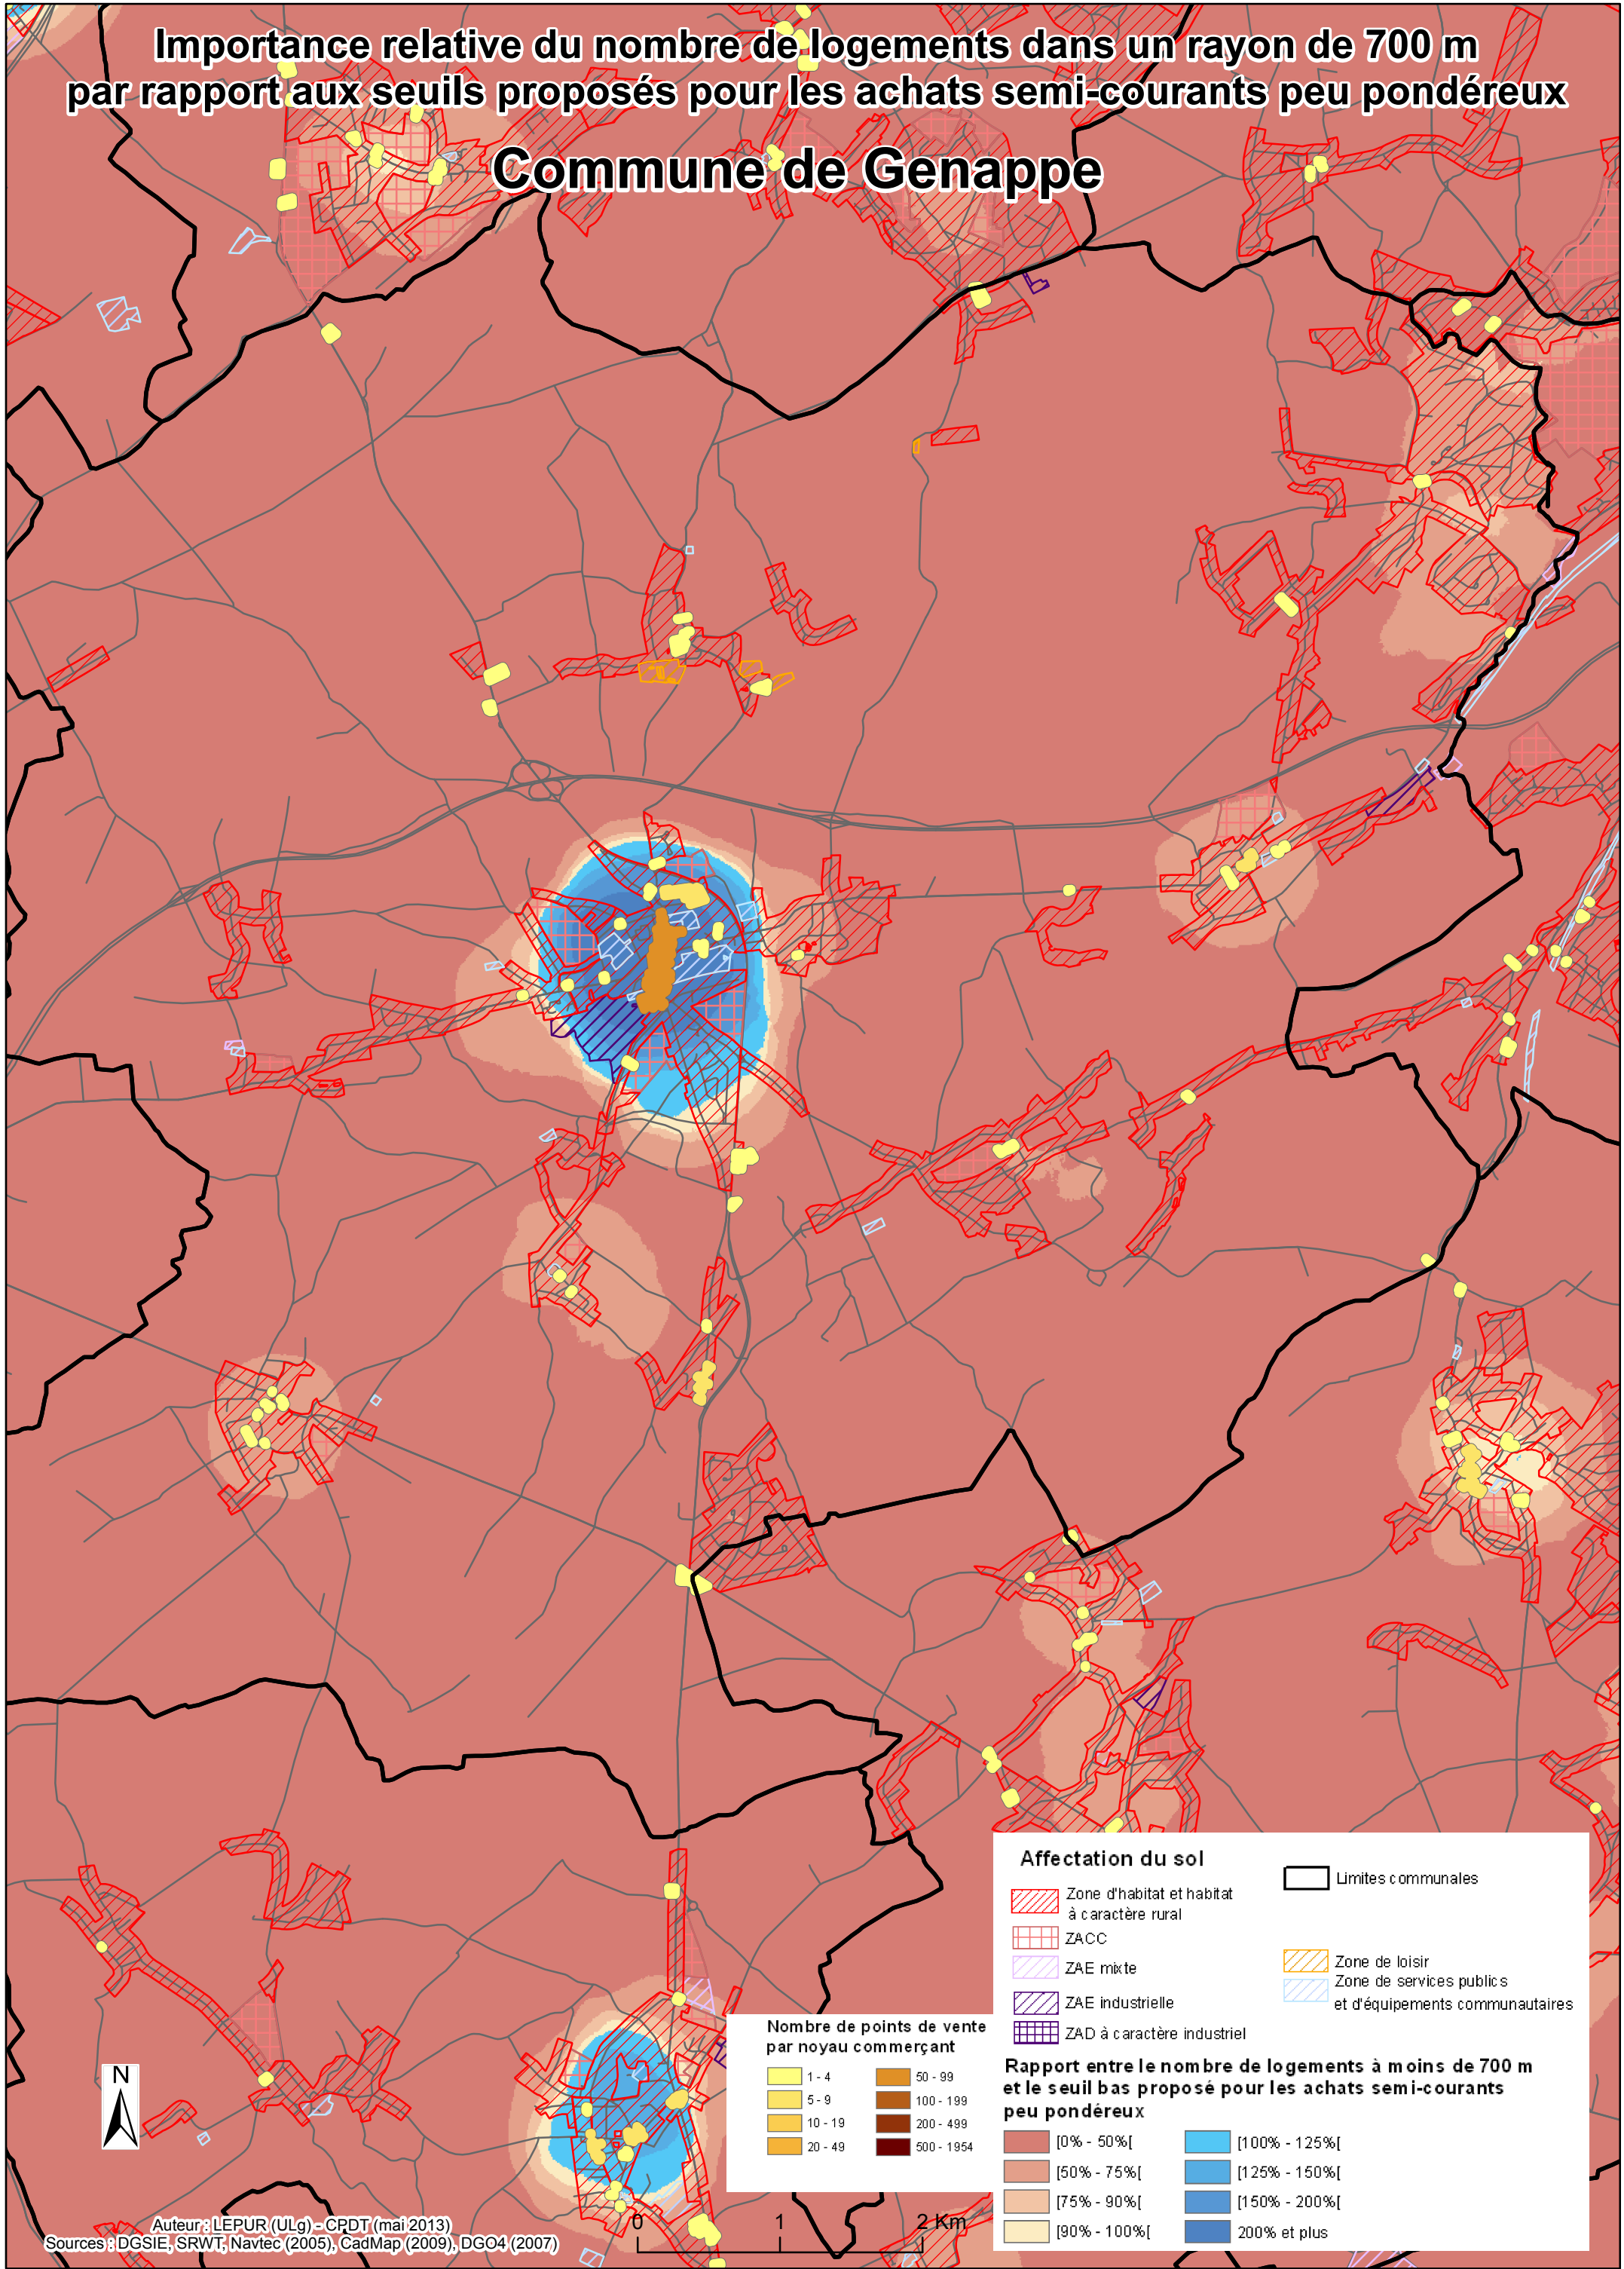 Importance relative du nombre de logements dans un rayon de 700 m
par rapport aux seuils proposés pour les achats semi-courants peu pondéreux
Commune de Genappe
Affectation du sol
Zone d'habitat et habitat
à caractère rural
ZACC
ZAE mixte
ZAE industrielle
ZAD à caractère industriel
Limites communales
Zone de loisir
Zone de services publics
et d'équipements communautaires
Nombre de points de vente
par noyau commerçant
1 - 4
5 - 9
10 - 19
20 - 49
50 - 99
100 - 199
200 - 499
500 - 1954
Rapport entre le nombre de logements à moins de 700 m
et le seuil bas proposé pour les achats semi-courants
peu pondéreux
[0% - 50%[
[50% - 75%[
[75% - 90%[
[90% - 100%[
[100% - 125%[
[125% - 150%[
[150% - 200%[
200% et plus
N
Auteur : LEPUR (ULg) - CPDT (mai 2013)
Sources : DGSIE, SRWT, Navtec (2005), CadMap (2009), DGO4 (2007)
0 1 2 Km